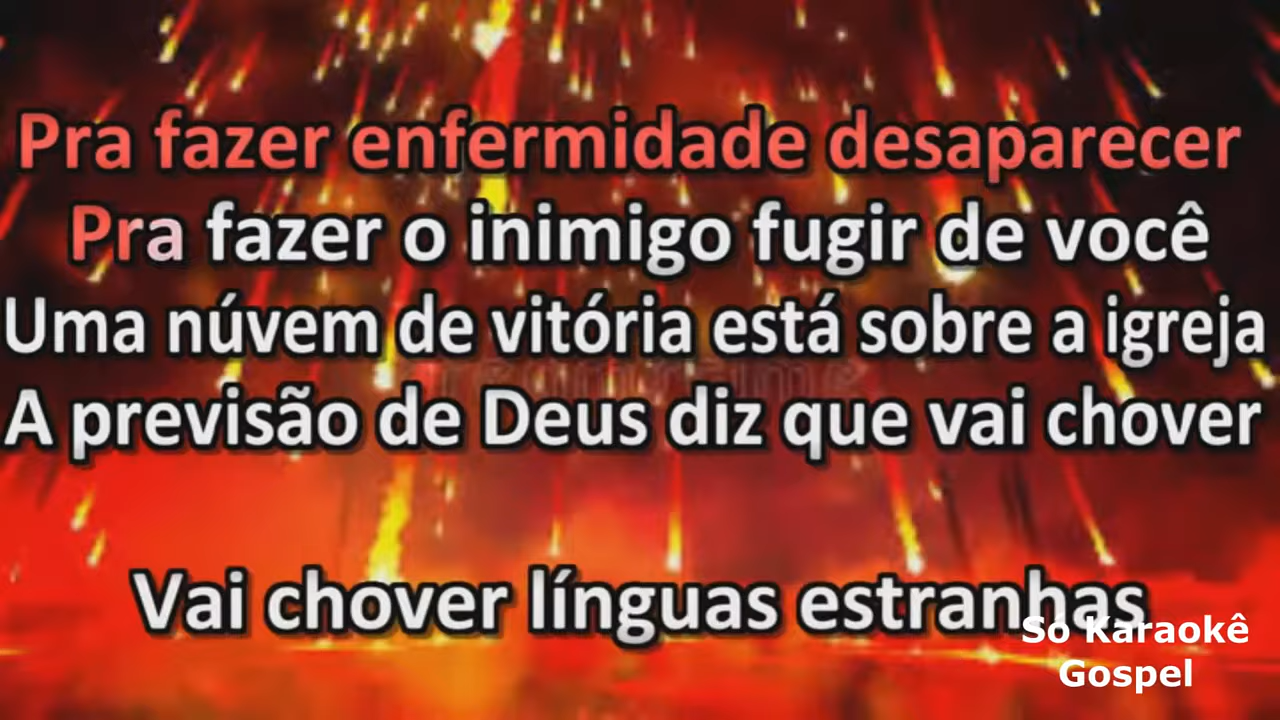 Pra fazer enfermidade desaparecer
Pra fazer o inimigo fugir de você
Uma núvem de vitória está sobre a igreja
A previsão de Deus diz que vai chover
Vai chover línguas estranhas
Só Karaokê
Gospel